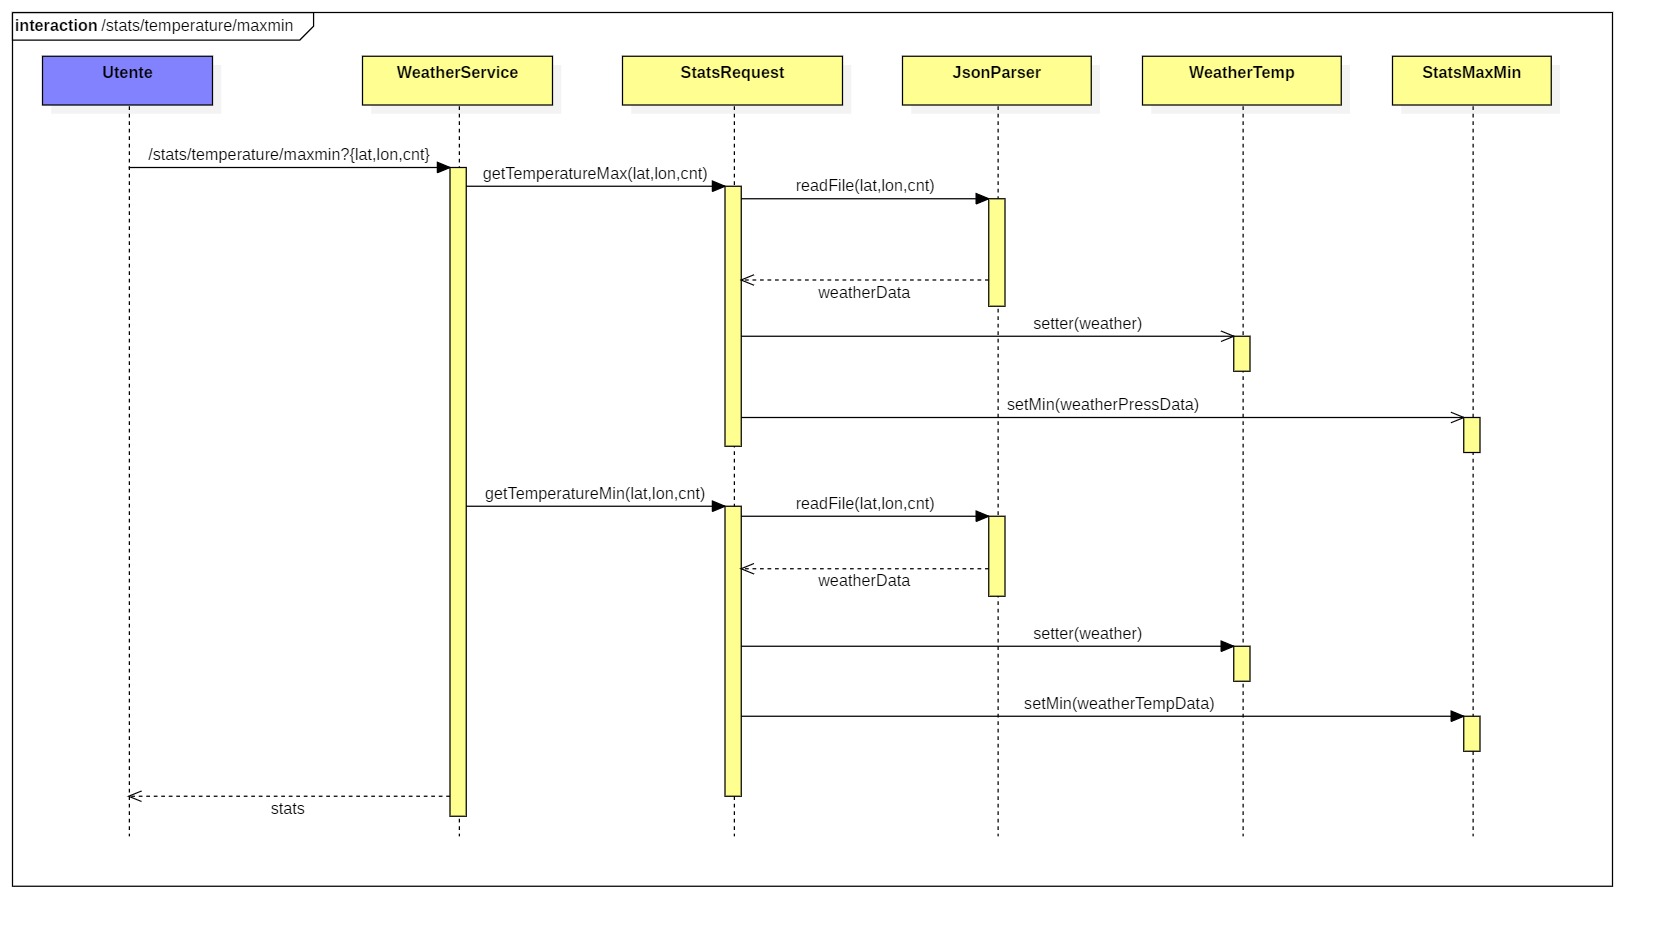 interaction /stats/temperature/maxmin
Utente
WeatherService
StatsRequest
JsonParser
WeatherTemp
StatsMaxMin
/stats/temperature/maxmin?{lat,lon,cnt}
getTemperatureMax(lat,lon,cnt)
readFile(lat,lon,cnt)
weatherData
setter(weather)
setMin(weatherPressData)
getTemperatureMin(lat,lon,cnt)
readFile(lat,lon,cnt)
weatherData
setter(weather)
setMin(weatherTempData)
stats